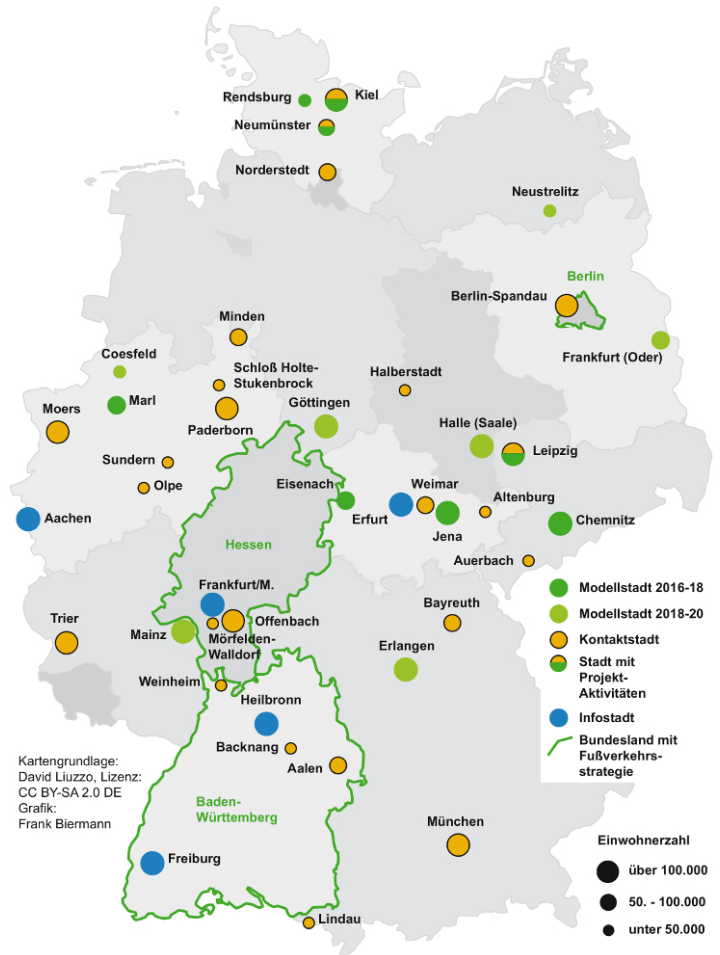 Rendsburg
Kiel
Neumünster
Norderstedt
Neustrelitz
Berlin
Berlin-Spandau
Minden
Frankfurt (Oder)
Coesfeld
Schloß Holte-
Stukenbrock
Halberstadt
Marl
Göttingen
Moers
Paderborn
Halle (Saale)
Leipzig
Sundern
Olpe
Eisenach
Weimar
Altenburg
Aachen
Erfurt
Jena
Chemnitz
Hessen
Auerbach
Frankfurt/M.
Modellstadt 2016-18
Bayreuth
Modellstadt 2018-20
Trier
Offenbach
Mainz
Mörfelden-
Walldorf
Kontaktstadt
Erlangen
Stadt mit
Projekt-
Aktivitäten
Weinheim
Heilbronn
Infostadt
Backnang
Bundesland mit
Fußverkehrs-
strategie
Aalen
Kartengrundlage:
David Liuzzo, Lizenz:
CC BY-SA 2.0 DE
Grafik:
Frank Biermann
Baden-
Württemberg
München
Einwohnerzahl
Freiburg
über 100.000
50. - 100.000
Lindau
unter 50.000